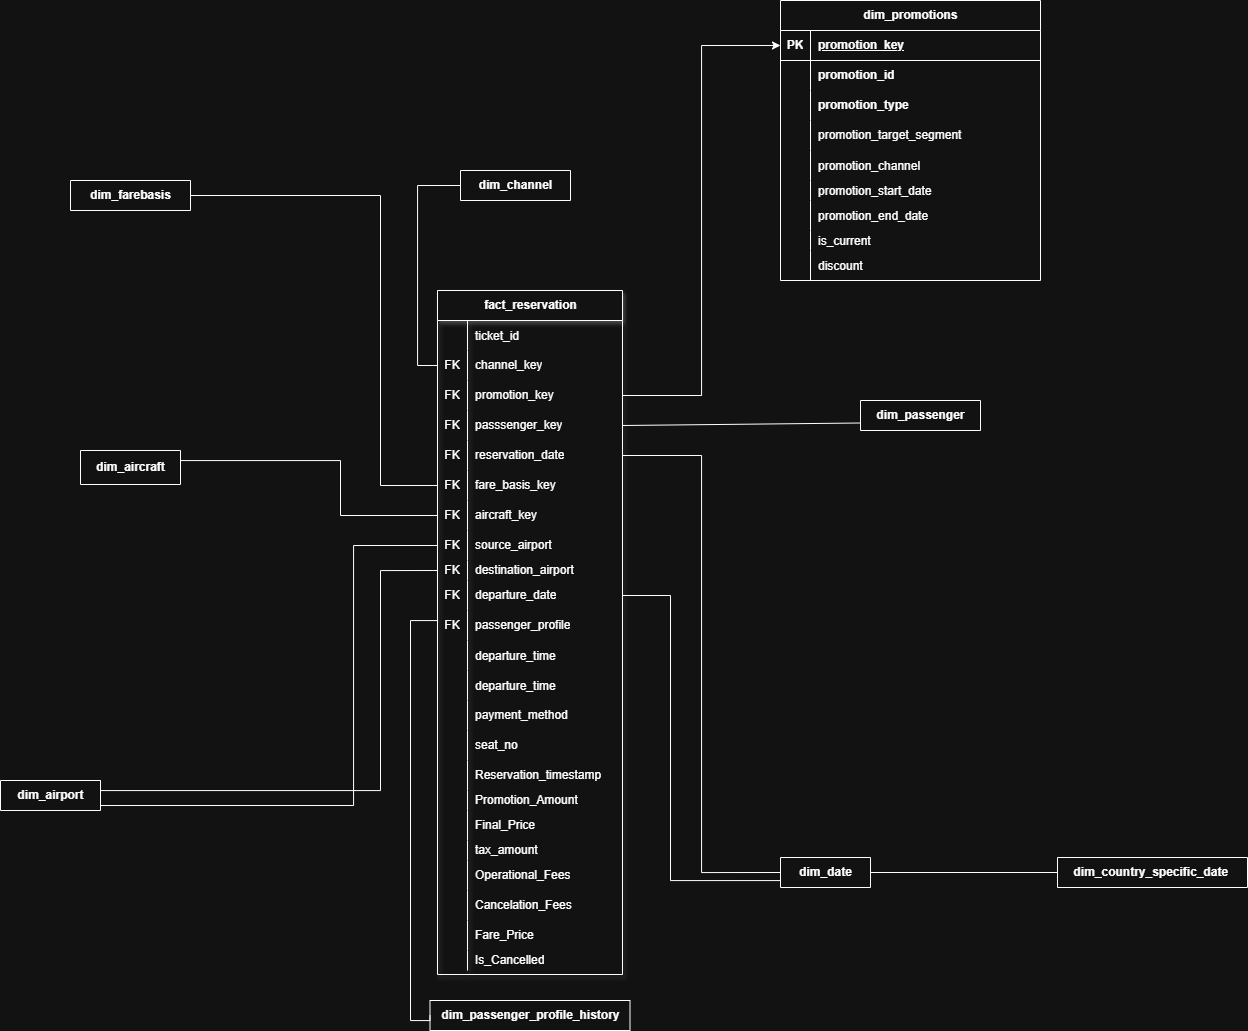 dim_promotions
PK promotion_key
promotion_id
promotion_type
promotion_target_segment
promotion_channel
promotion_start_date
promotion_end_date
is_current
discount
dim_farebasis
dim_channel
fact_reservation
ticket_id
FK channel_key
FK promotion_key
FK passsenger_key
FK reservation_date
FK fare_basis_key
FK aircraft_key
FK source_airport
FK destination_airport
FK departure_date
FK passenger_profile
departure_time
departure_time
payment_method
seat_no
Reservation_timestamp
Promotion_Amount
Final_Price
tax_amount
Operational_Fees
Cancelation_Fees
Fare_Price
Is_Cancelled
dim_passenger
dim_aircraft
dim_airport
dim_date
dim_country_specific_date
dim_passenger_profile_history